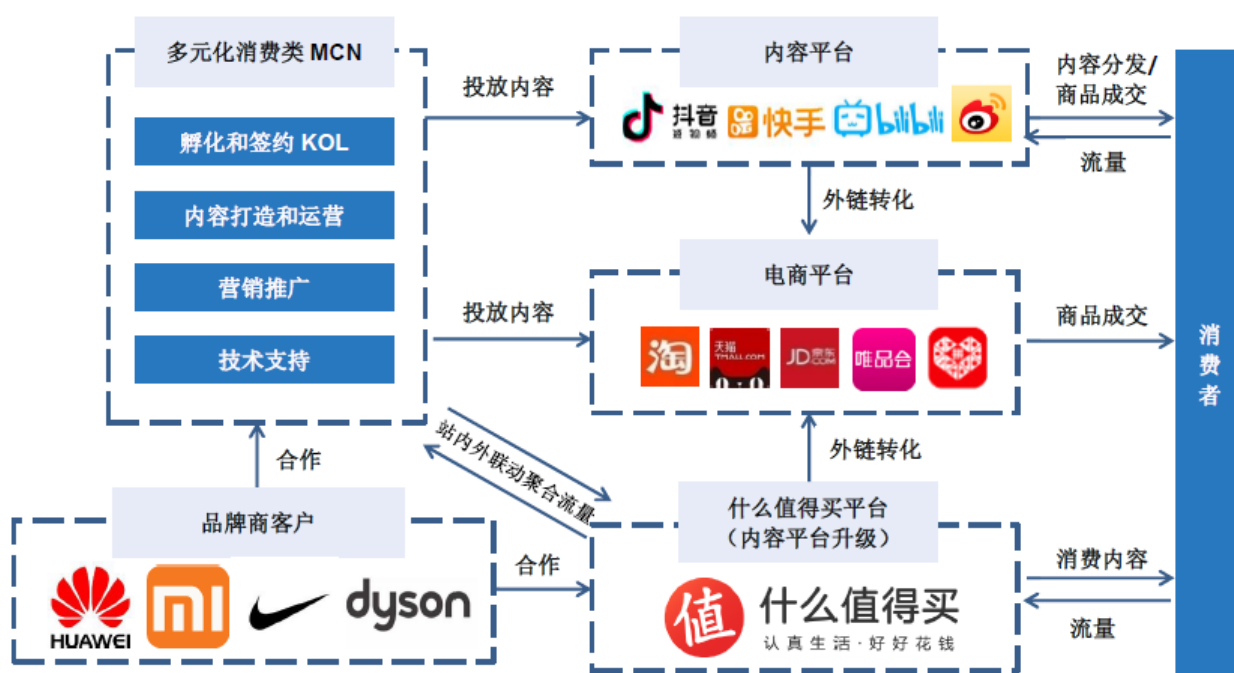 多元化消费类 MCN
孵化和签约 KOL
内容打造和运营
营销推广
技术支持
投放内容
投放内容
内容平台
抖音
短视频
快手
bilibili
内容分发/
商品成交
流量
外链转化
电商平台
淘
天猫
TMALL.COM
JD京东
.COM
唯品会
拼
商品成交
消费者
外链转化
站内外联动聚合流量
合作
品牌商客户
HUAWEI
mi
dyson
合作
什么值得买平台
（内容平台升级）
值
什么值得买
认真生活·好好花钱
消费内容
流量